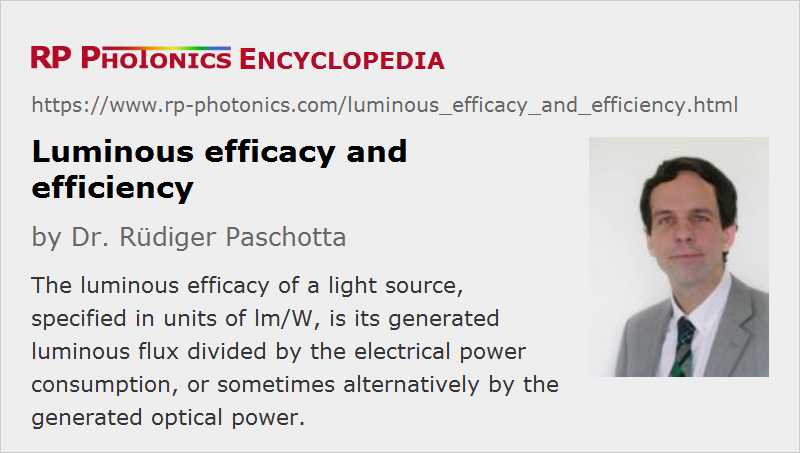 RP PHOTONICS ENCYCLOPEDIA
https://www.rp-photonics.com/luminous_efficacy_and_efficiency.html
Luminous efficacy and
efficiency
by Dr. Rüdiger Paschotta
The luminous efficacy of a light source,
specified in units of lm/W, is its generated
luminous flux divided by the electrical power
consumption, or sometimes alternatively by the
generated optical power.